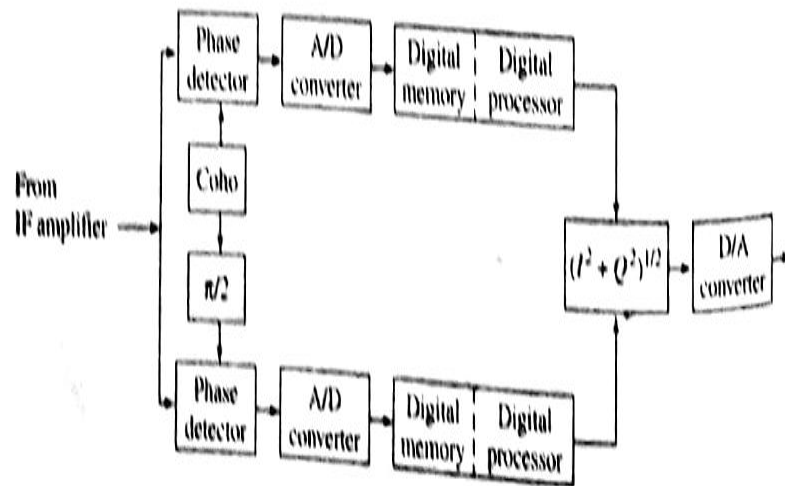 Phase
detector
A/D
converter
Digital
memory
Digital
processor
Coho
From
IF amplifier
π/2
(I² + Q²)^1/2
D/A
converter
Phase
detector
A/D
converter
Digital
memory
Digital
processor